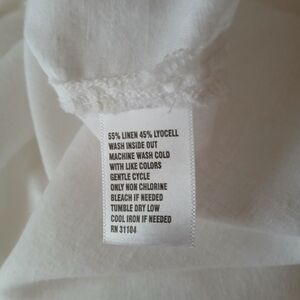 55% LINEN 45% LYOCELL
WASH INSIDE OUT
MACHINE WASH COLD
WITH LIKE COLORS
GENTLE CYCLE
ONLY NON CHLORINE
BLEACH IF NEEDED
TUMBLE DRY LOW
COOL IRON IF NEEDED
RN 31104